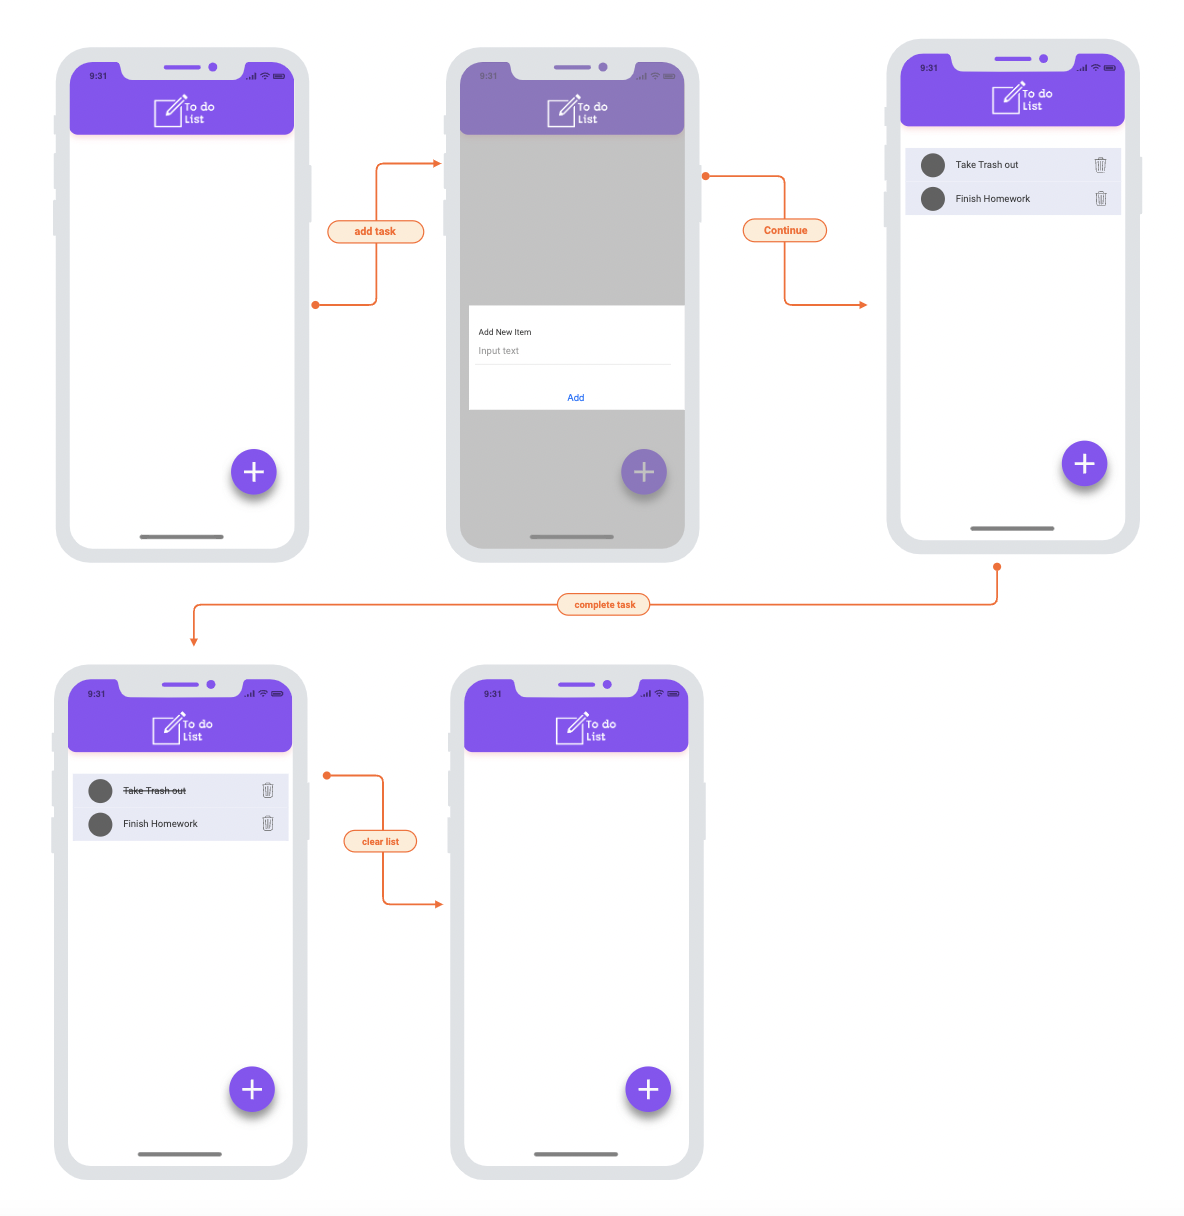 9:31
To do
List
add task
9:31
To do
List
Add New Item
Input text
Add
Continue
9:31
To do
List
Take Trash out
Finish Homework
complete task
9:31
To do
List
Take Trash out
Finish Homework
clear list
9:31
To do
List